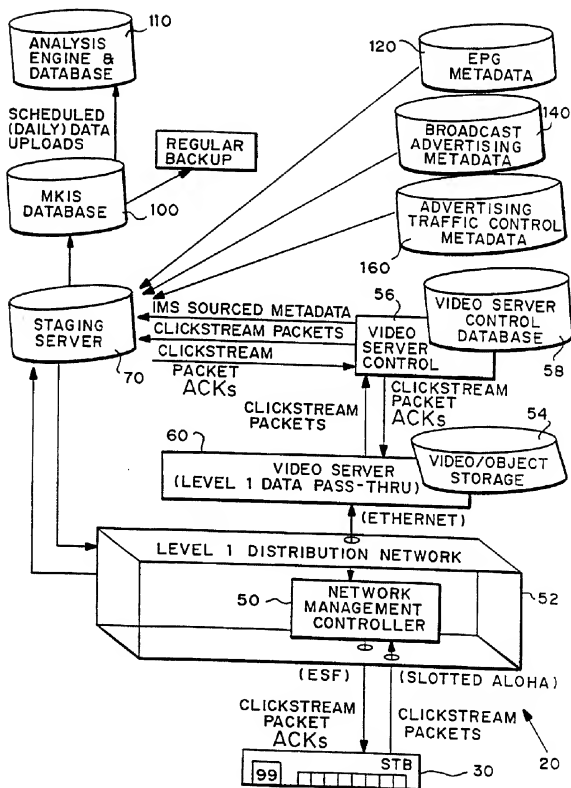 110
ANALYSIS
ENGINE &
DATABASE
120
EPG
METADATA
SCHEDULED
(DAILY) DATA
UPLOADS
140
BROADCAST
ADVERTISING
METADATA
REGULAR
BACKUP
MKIS
DATABASE
100
ADVERTISING
TRAFFIC CONTROL
METADATA
160
STAGING
SERVER
70
IMS SOURCED METADATA
CLICKSTREAM PACKETS
CLICKSTREAM
PACKET
ACKs
56
VIDEO
SERVER
CONTROL
VIDEO SERVER
CONTROL
DATABASE
58
CLICKSTREAM
PACKETS
CLICKSTREAM
PACKET
ACKs
60
VIDEO SERVER
(LEVEL 1 DATA PASS-THRU)
54
VIDEO/OBJECT
STORAGE
(ETHERNET)
LEVEL 1 DISTRIBUTION NETWORK
50
NETWORK
MANAGEMENT
CONTROLLER
52
(ESF)
(SLOTTED ALOHA)
CLICKSTREAM
PACKET
ACKs
CLICKSTREAM
PACKETS
20
99
STB
30